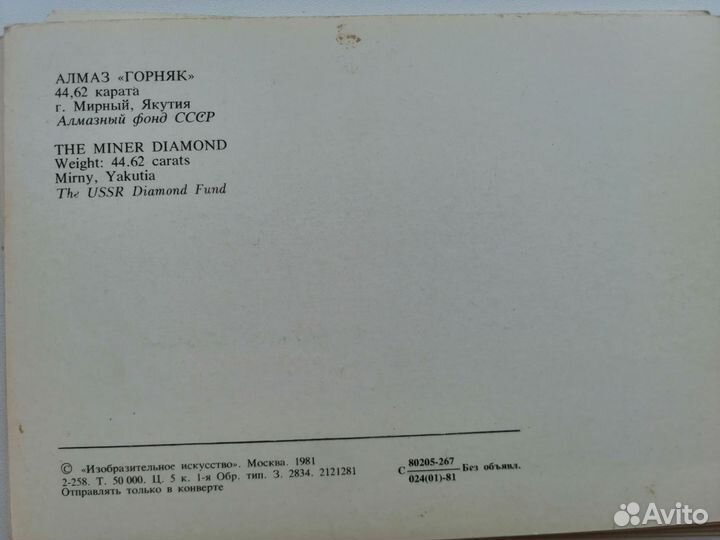 АЛМАЗ «ГОРНЯК»
44,62 карата
г. Мирный, Якутия
Алмазный фонд СССР
THE MINER DIAMOND
Weight: 44.62 carats
Mirny, Yakutia
The USSR Diamond Fund
© «Изобразительное искусство». Москва. 1981
2-258. Т. 50 000. Ц. 5 к. 1-я Обр. тип. З. 2834. 2121281
Отправлять только в конверте
С 80205-267 Без объявл.
024(01)-81
Avito